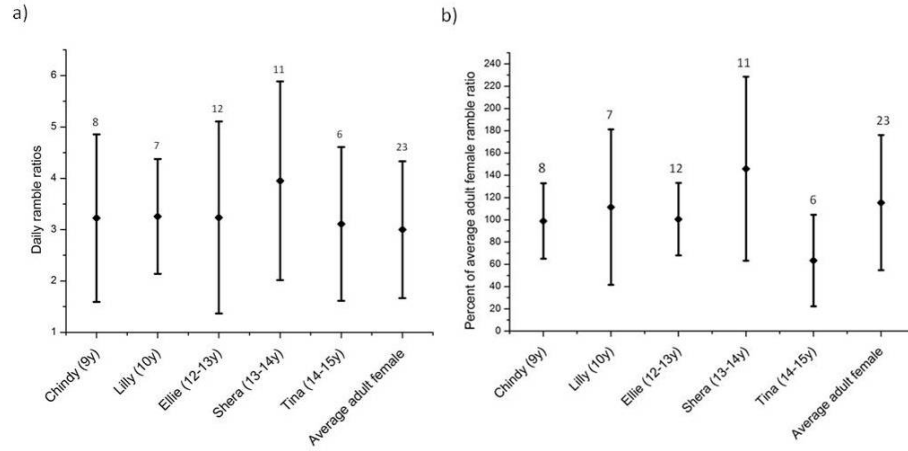 a)
Daily ramble ratios
6
5
4
3
2
1
8
7
12
11
6
23
Chindy (9y)
Lilly (10y)
Ellie (12-13y)
Shera (13-14y)
Tina (14-15y)
Average adult female
b)
Percent of average adult female ramble ratio
240
220
200
180
160
140
120
100
80
60
40
20
0
8
7
12
11
6
23
Chindy (9y)
Lilly (10y)
Ellie (12-13y)
Shera (13-14y)
Tina (14-15y)
Average adult female